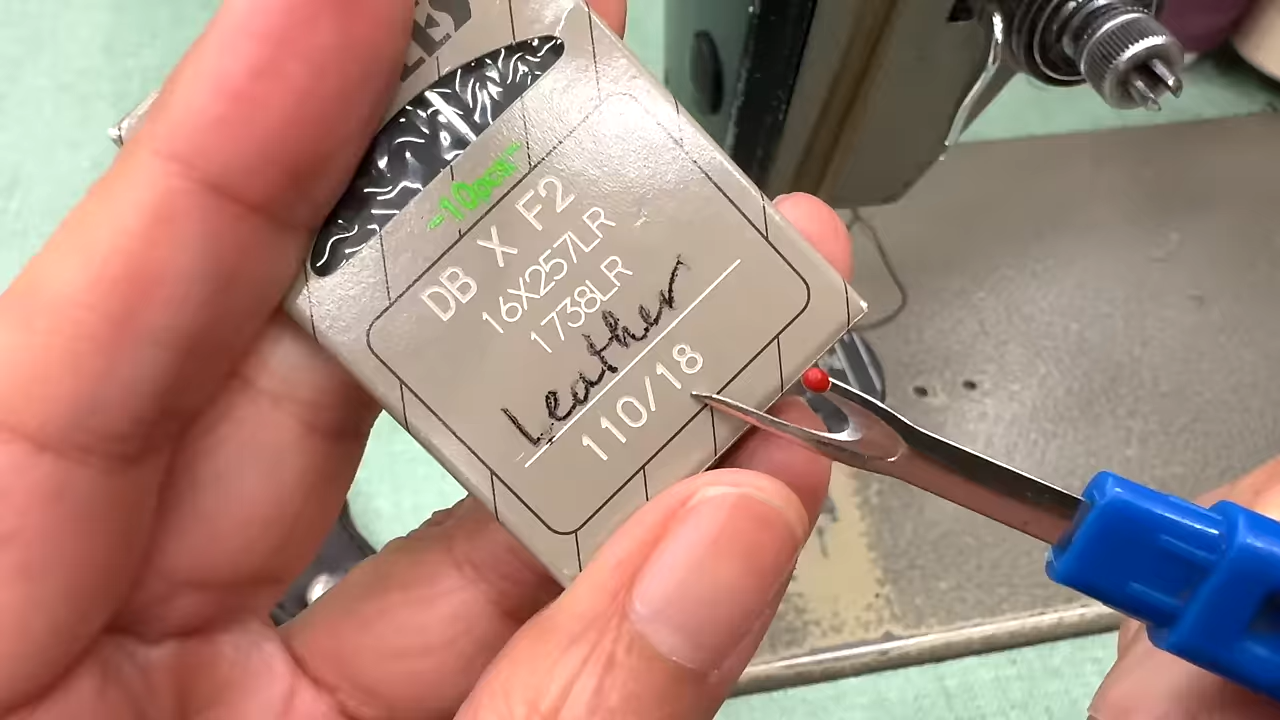 -10pcs-
DB X F2
16X257LR
1738LR
Leather
110/18